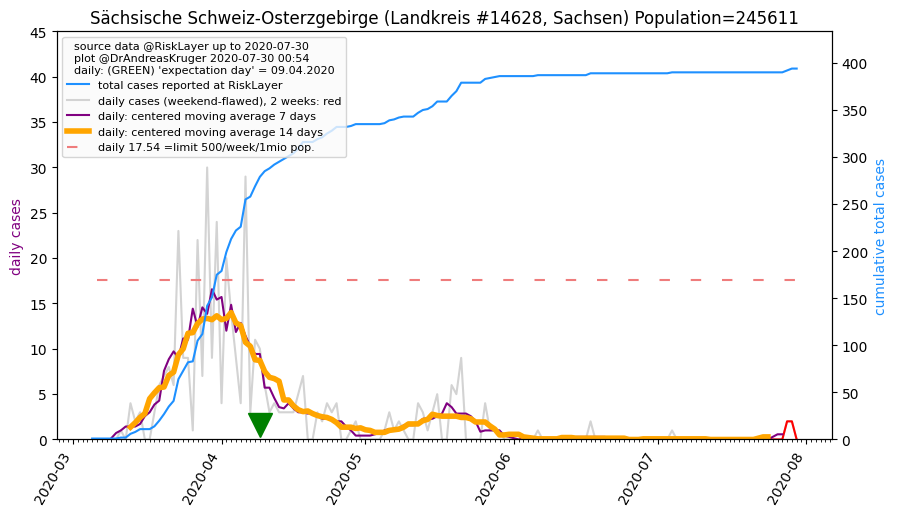 Sächsische Schweiz-Osterzgebirge (Landkreis #14628, Sachsen) Population=245611
source data @RiskLayer up to 2020-07-30
plot @DrAndreasKruger 2020-07-30 00:54
daily: (GREEN) 'expectation day' = 09.04.2020
total cases reported at RiskLayer
daily cases (weekend-flawed), 2 weeks: red
daily: centered moving average 7 days
daily: centered moving average 14 days
daily 17.54 =limit 500/week/1mio pop.
daily cases
45
40
35
30
25
20
15
10
5
0
400
350
300
250
200
150
100
50
0
cumulative total cases
2020-03
2020-04
2020-05
2020-06
2020-07
2020-08